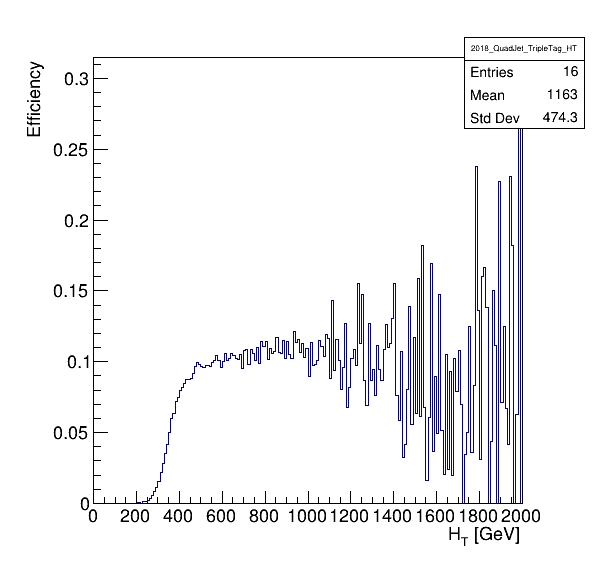 2018_QuadJet_TripleTag_HT
Entries 16
Mean 1163
Std Dev 474.3
Efficiency
0.3
0.25
0.2
0.15
0.1
0.05
0
0 200 400 600 800 1000 1200 1400 1600 1800 2000
H_T [GeV]